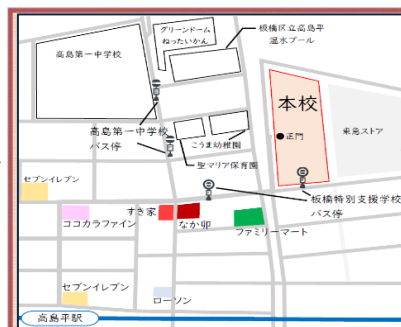 グリーンドーム
ねったいかん
板橋区立高島平
温水プール
高島第一中学校
本校
正門
東急ストア
高島第一中学校
バス停
こうま幼稚園
聖マリア保育園
セブンイレブン
板橋特別支援学校
バス停
すき家
なか卯
ココカラファイン
ファミリーマート
セブンイレブン
ローソン
高島平駅